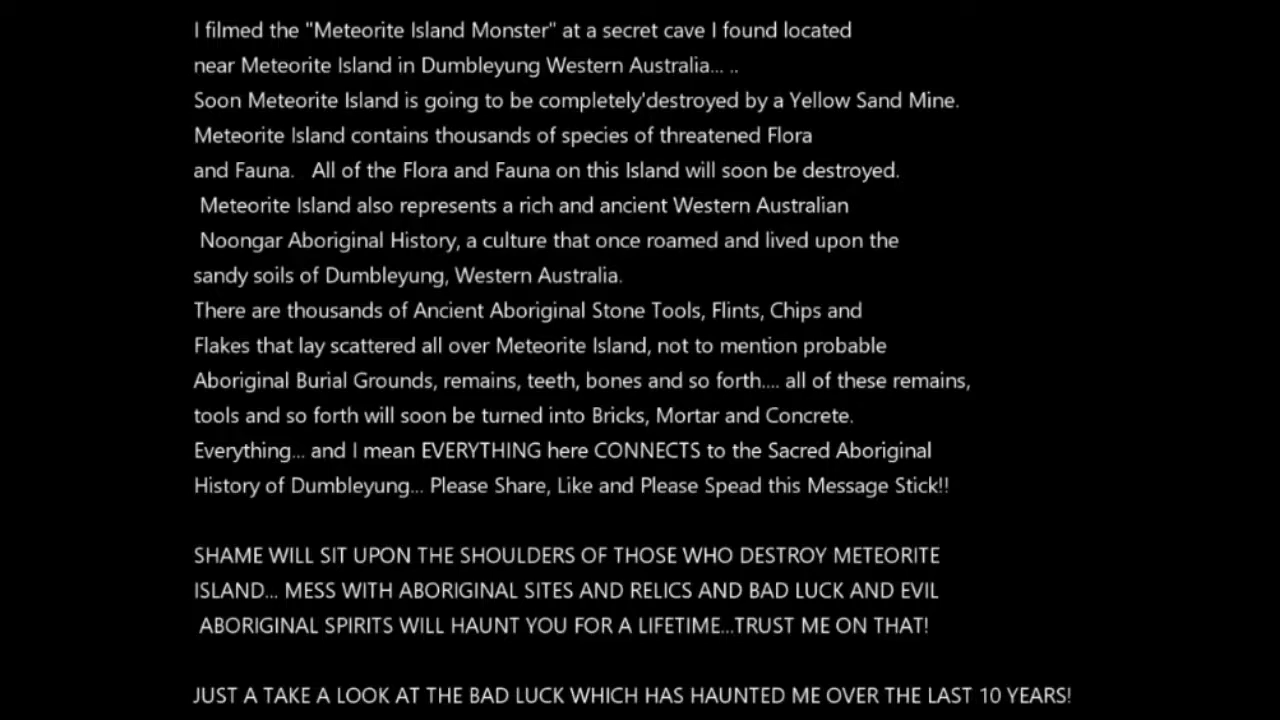 I filmed the "Meteorite Island Monster" at a secret cave I found located
near Meteorite Island in Dumbleyung Western Australia... ..
Soon Meteorite Island is going to be completely'destroyed by a Yellow Sand Mine.
Meteorite Island contains thousands of species of threatened Flora
and Fauna.   All of the Flora and Fauna on this Island will soon be destroyed.
Meteorite Island also represents a rich and ancient Western Australian
Noongar Aboriginal History, a culture that once roamed and lived upon the
sandy soils of Dumbleyung, Western Australia.
There are thousands of Ancient Aboriginal Stone Tools, Flints, Chips and
Flakes that lay scattered all over Meteorite Island, not to mention probable
Aboriginal Burial Grounds, remains, teeth, bones and so forth.... all of these remains,
tools and so forth will soon be turned into Bricks, Mortar and Concrete.
Everything... and I mean EVERYTHING here CONNECTS to the Sacred Aboriginal
History of Dumbleyung... Please Share, Like and Please Spead this Message Stick!!
SHAME WILL SIT UPON THE SHOULDERS OF THOSE WHO DESTROY METEORITE
ISLAND... MESS WITH ABORIGINAL SITES AND RELICS AND BAD LUCK AND EVIL
ABORIGINAL SPIRITS WILL HAUNT YOU FOR A LIFETIME...TRUST ME ON THAT!
JUST A TAKE A LOOK AT THE BAD LUCK WHICH HAS HAUNTED ME OVER THE LAST 10 YEARS!